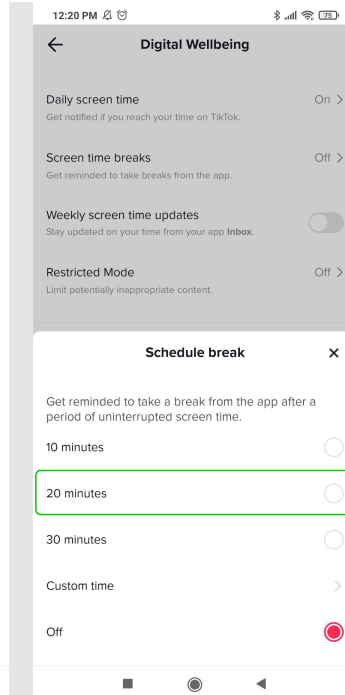 12:20 PM 75
Digital Wellbeing
Daily screen time On
Get notified if you reach your time on TikTok.
Screen time breaks Off
Get reminded to take breaks from the app.
Weekly screen time updates
Stay updated on your time from your app Inbox.
Restricted Mode Off
Limit potentially inappropriate content.
Schedule break
Get reminded to take a break from the app after a
period of uninterrupted screen time.
10 minutes
20 minutes
30 minutes
Custom time
Off